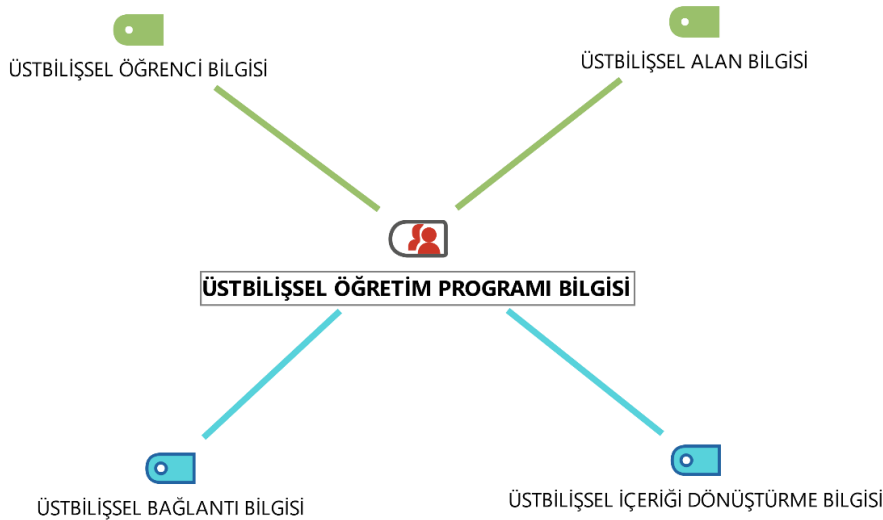 ÜSTBİLİŞSEL ÖĞRENCİ BİLGİSİ
ÜSTBİLİŞSEL ALAN BİLGİSİ
ÜSTBİLİŞSEL ÖĞRETİM PROGRAMI BİLGİSİ
ÜSTBİLİŞSEL BAĞLANTI BİLGİSİ
ÜSTBİLİŞSEL İÇERİĞİ DÖNÜŞTÜRME BİLGİSİ